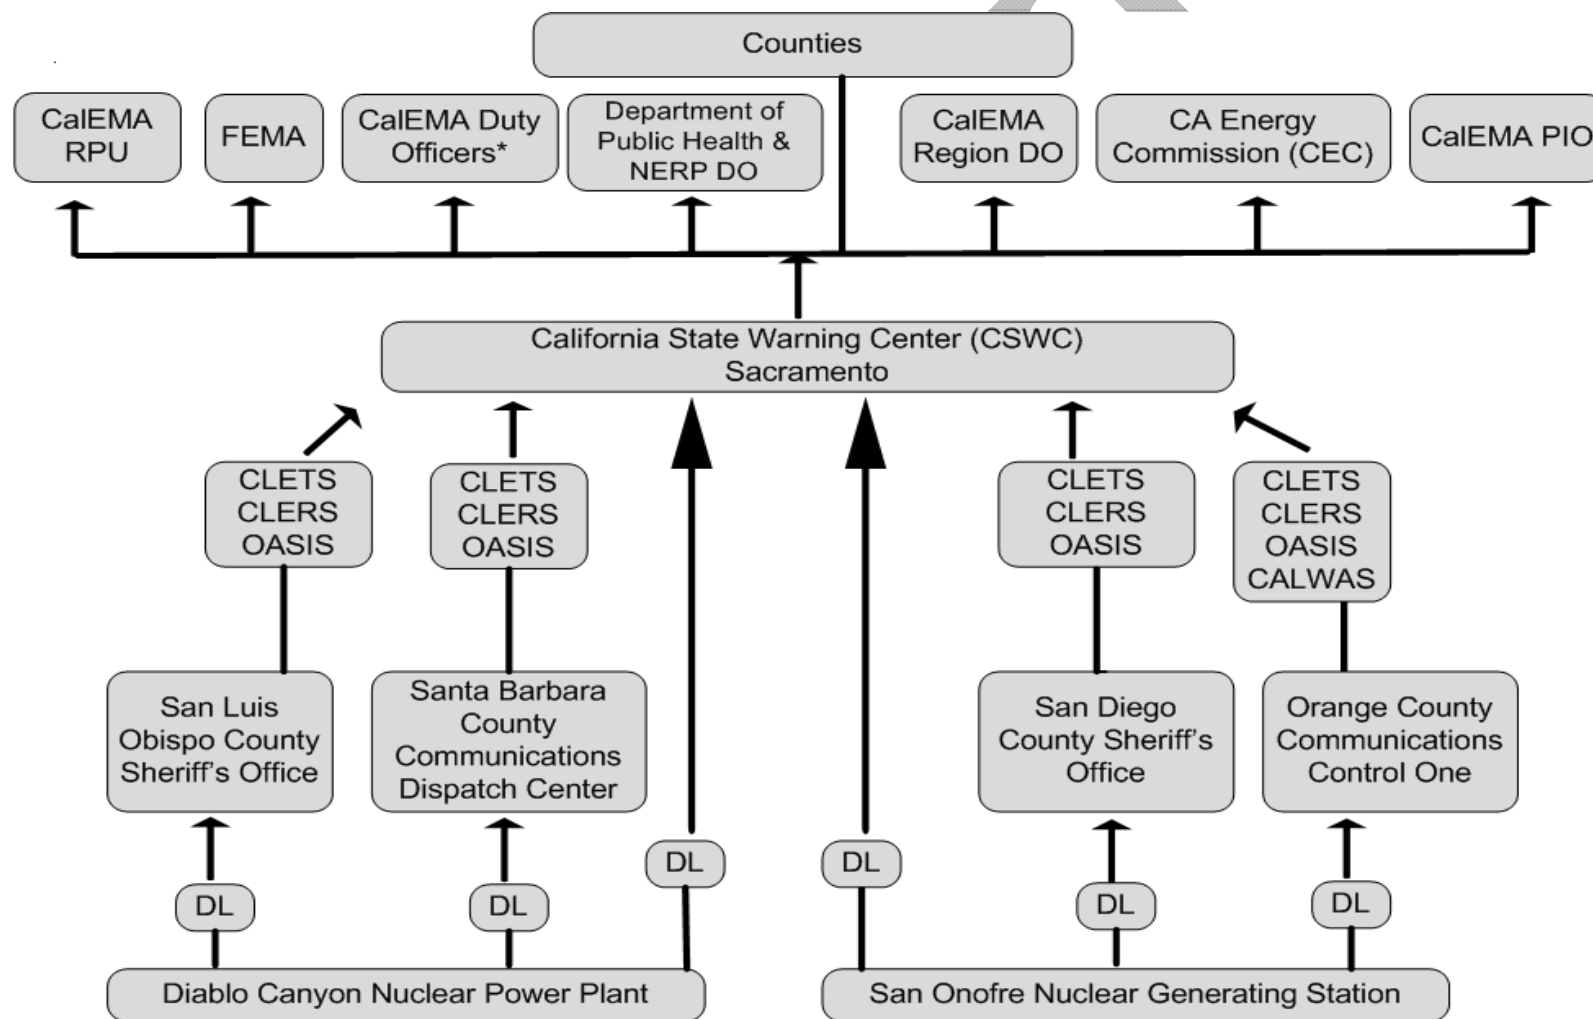 Counties
CalEMA
RPU
FEMA
CalEMA Duty
Officers*
Department of
Public Health &
NERP DO
CalEMA
Region DO
CA Energy
Commission (CEC)
CalEMA PIO
California State Warning Center (CSWC)
Sacramento
CLETS
CLERS
OASIS
CLETS
CLERS
OASIS
CLETS
CLERS
OASIS
CLETS
CLERS
OASIS
CALWAS
San Luis
Obispo County
Sheriff's Office
Santa Barbara
County
Communications
Dispatch Center
San Diego
County Sheriff's
Office
Orange County
Communications
Control One
DL
DL
DL
DL
DL
DL
Diablo Canyon Nuclear Power Plant
San Onofre Nuclear Generating Station